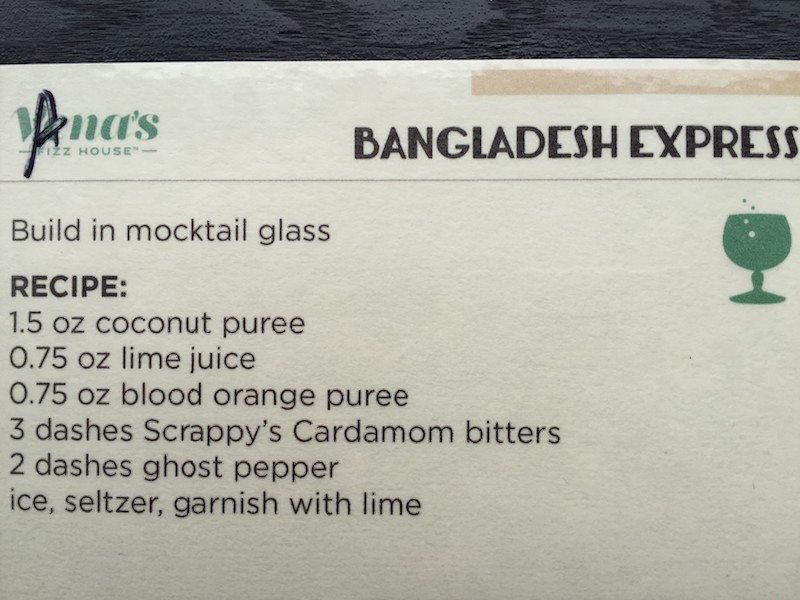 Vena's
FIZZ HOUSE™
BANGLADESH EXPRESS
Build in mocktail glass
RECIPE:
1.5 oz coconut puree
0.75 oz lime juice
0.75 oz blood orange puree
3 dashes Scrappy's Cardamom bitters
2 dashes ghost pepper
ice, seltzer, garnish with lime